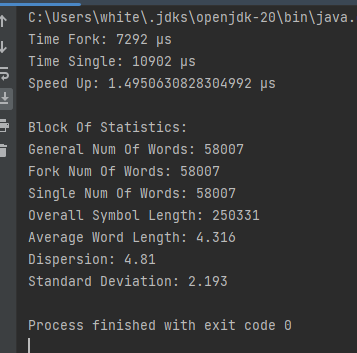 C:\Users\white\.jdks\openjdk-20\bin\java.
Time Fork: 7292 µs
Time Single: 10902 µs
Speed Up: 1.4950630828304992 µs
Block Of Statistics:
General Num Of Words: 58007
Fork Num Of Words: 58007
Single Num Of Words: 58007
Overall Symbol Length: 250331
Average Word Length: 4.316
Dispersion: 4.81
Standard Deviation: 2.193
Process finished with exit code 0